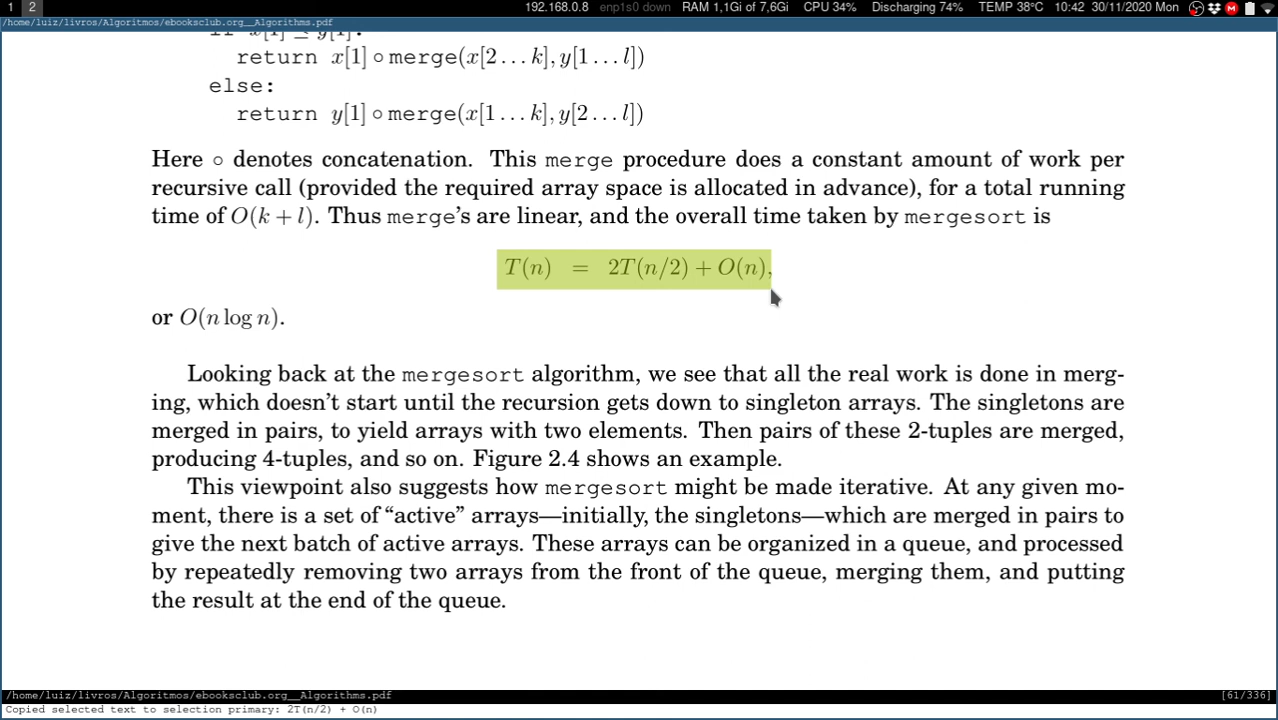 1 2 192.168.0.8 enp1s0 down RAM 1,1Gi of 7,6Gi CPU 34% Discharging 74% TEMP 38°C 10:42 30/11/2020 Mon
/home/luiz/livros/Algoritmos/ebooksclub.org__Algorithms.pdf
if x[1] ≤ y[1]:
return x[1] ∘ merge(x[2 . . . k], y[1 . . . l])
else:
return y[1] ∘ merge(x[1 . . . k], y[2 . . . l])
Here ∘ denotes concatenation. This merge procedure does a constant amount of work per
recursive call (provided the required array space is allocated in advance), for a total running
time of O(k + l). Thus merge’s are linear, and the overall time taken by mergesort is
T(n) = 2T(n/2) + O(n),
or O(n log n).
Looking back at the mergesort algorithm, we see that all the real work is done in merg-
ing, which doesn’t start until the recursion gets down to singleton arrays. The singletons are
merged in pairs, to yield arrays with two elements. Then pairs of these 2-tuples are merged,
producing 4-tuples, and so on. Figure 2.4 shows an example.
This viewpoint also suggests how mergesort might be made iterative. At any given mo-
ment, there is a set of “active” arrays—initially, the singletons—which are merged in pairs to
give the next batch of active arrays. These arrays can be organized in a queue, and processed
by repeatedly removing two arrays from the front of the queue, merging them, and putting
the result at the end of the queue.
/home/luiz/livros/Algoritmos/ebooksclub.org__Algorithms.pdf [61/336]
Copied selected text to selection primary: 2T(n/2) + O(n)